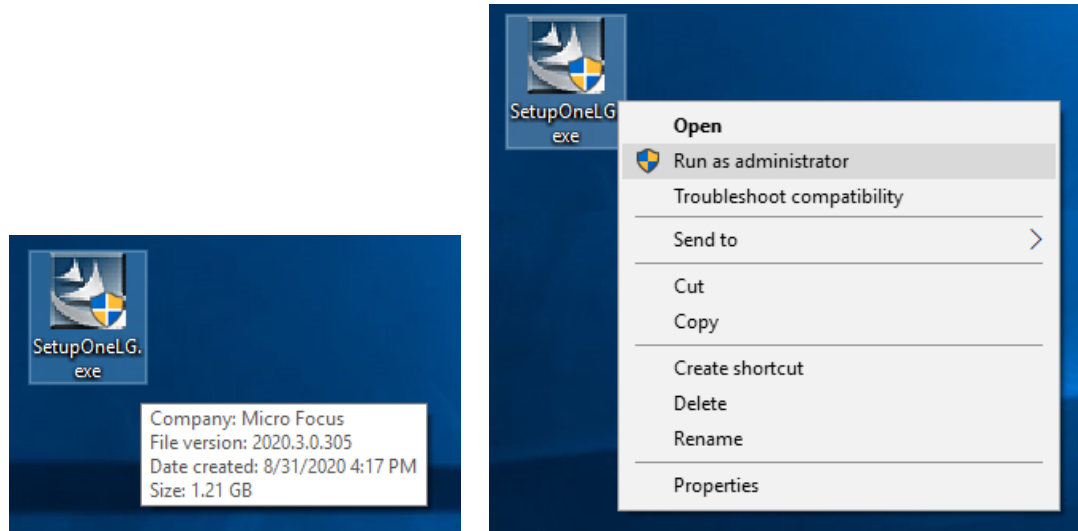 SetupOneLG.
exe
Company: Micro Focus
File version: 2020.3.0.305
Date created: 8/31/2020 4:17 PM
Size: 1.21 GB
SetupOneLG
exe
Open
Run as administrator
Troubleshoot compatibility
Send to
Cut
Copy
Create shortcut
Delete
Rename
Properties